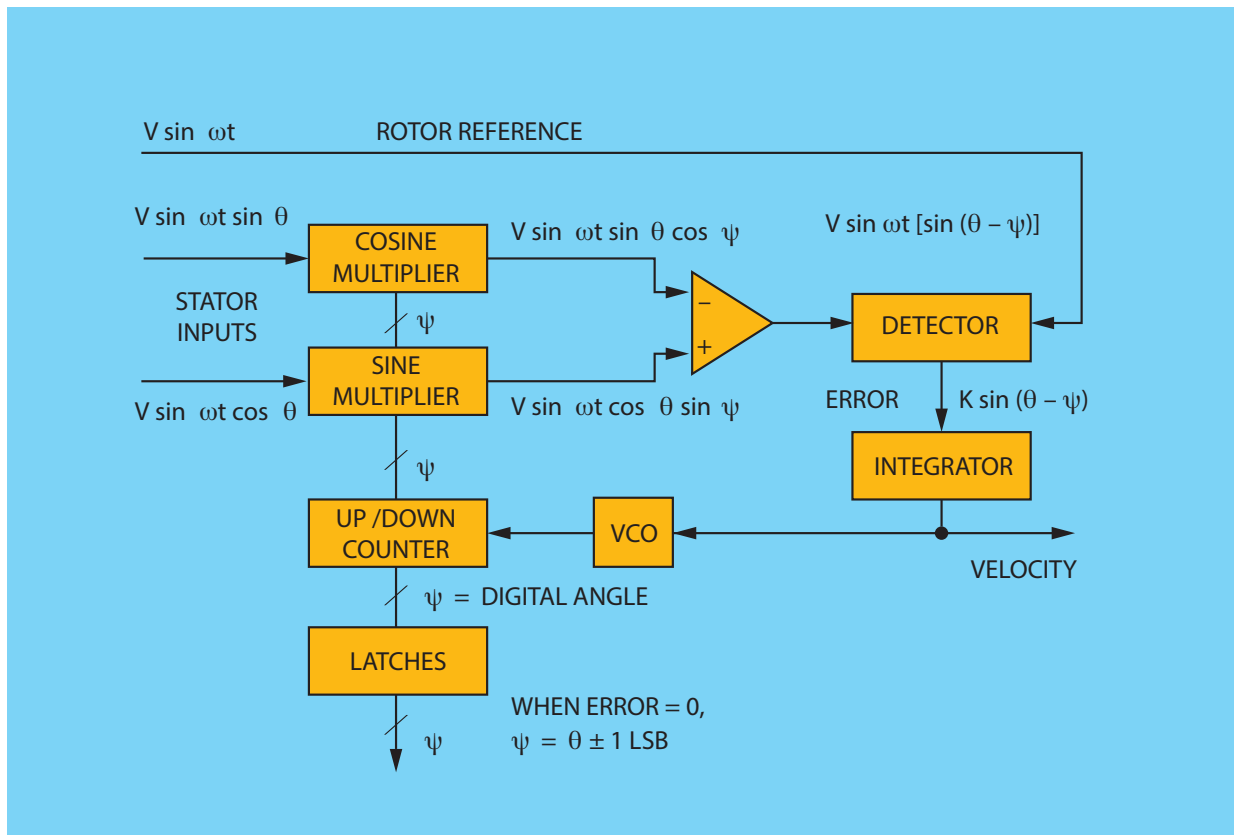 V sin ωt
ROTOR REFERENCE
V sin ωt sin θ
COSINE
MULTIPLIER
V sin ωt sin θ cos ψ
V sin ωt [sin (θ – ψ)]
STATOR
INPUTS
ψ
–
+
DETECTOR
SINE
MULTIPLIER
V sin ωt cos θ
V sin ωt cos θ sin ψ
ERROR
K sin (θ – ψ)
ψ
INTEGRATOR
UP /DOWN
COUNTER
VCO
VELOCITY
ψ = DIGITAL ANGLE
LATCHES
ψ
WHEN ERROR = 0,
ψ = θ ± 1 LSB